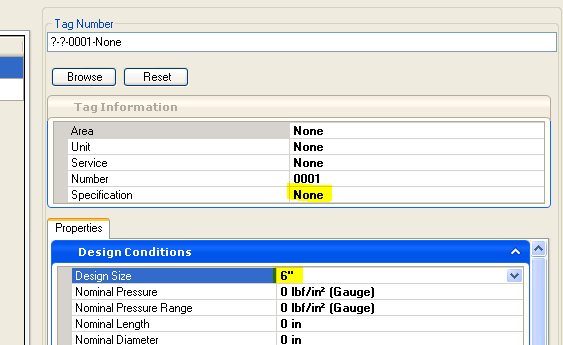 Tag Number
?-?-0001-None
Browse Reset
Tag Information
Area None
Unit None
Service None
Number 0001
Specification None
Properties
Design Conditions
Design Size 6"
Nominal Pressure 0 lbf/in² (Gauge)
Nominal Pressure Range 0 lbf/in² (Gauge)
Nominal Length 0 in
Nominal Diameter 0 in